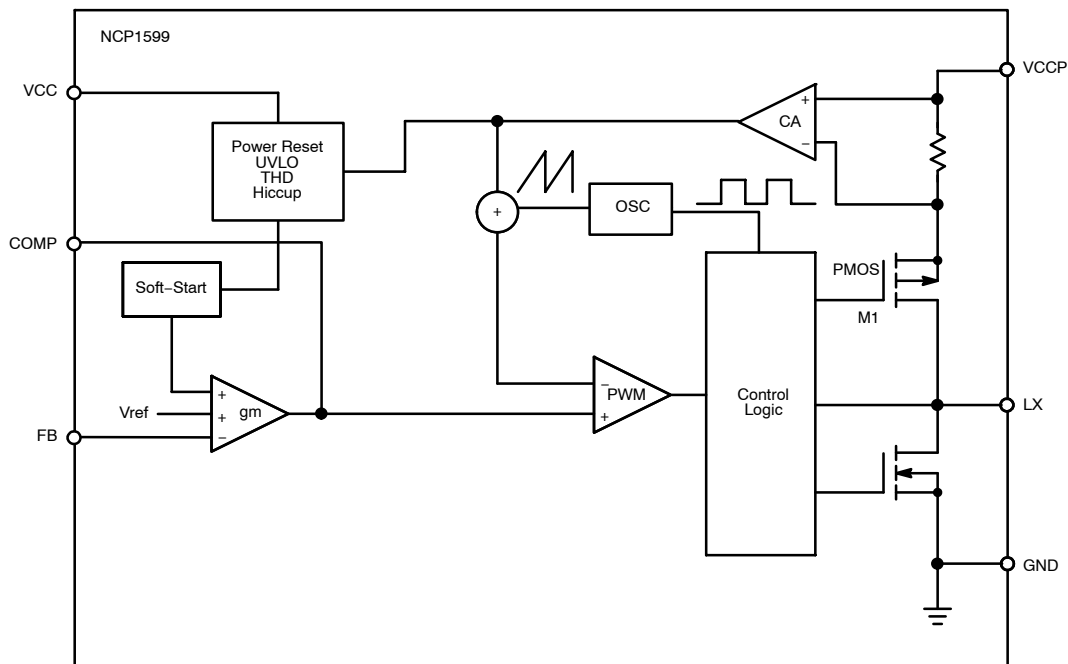 NCP1599
VCC
VCCP
Power Reset
UVLO
THD
Hiccup
+
CA
−
+
OSC
COMP
Soft−Start
PMOS
M1
+
Vref
+
gm
−
FB
−
PWM
+
Control
Logic
LX
GND